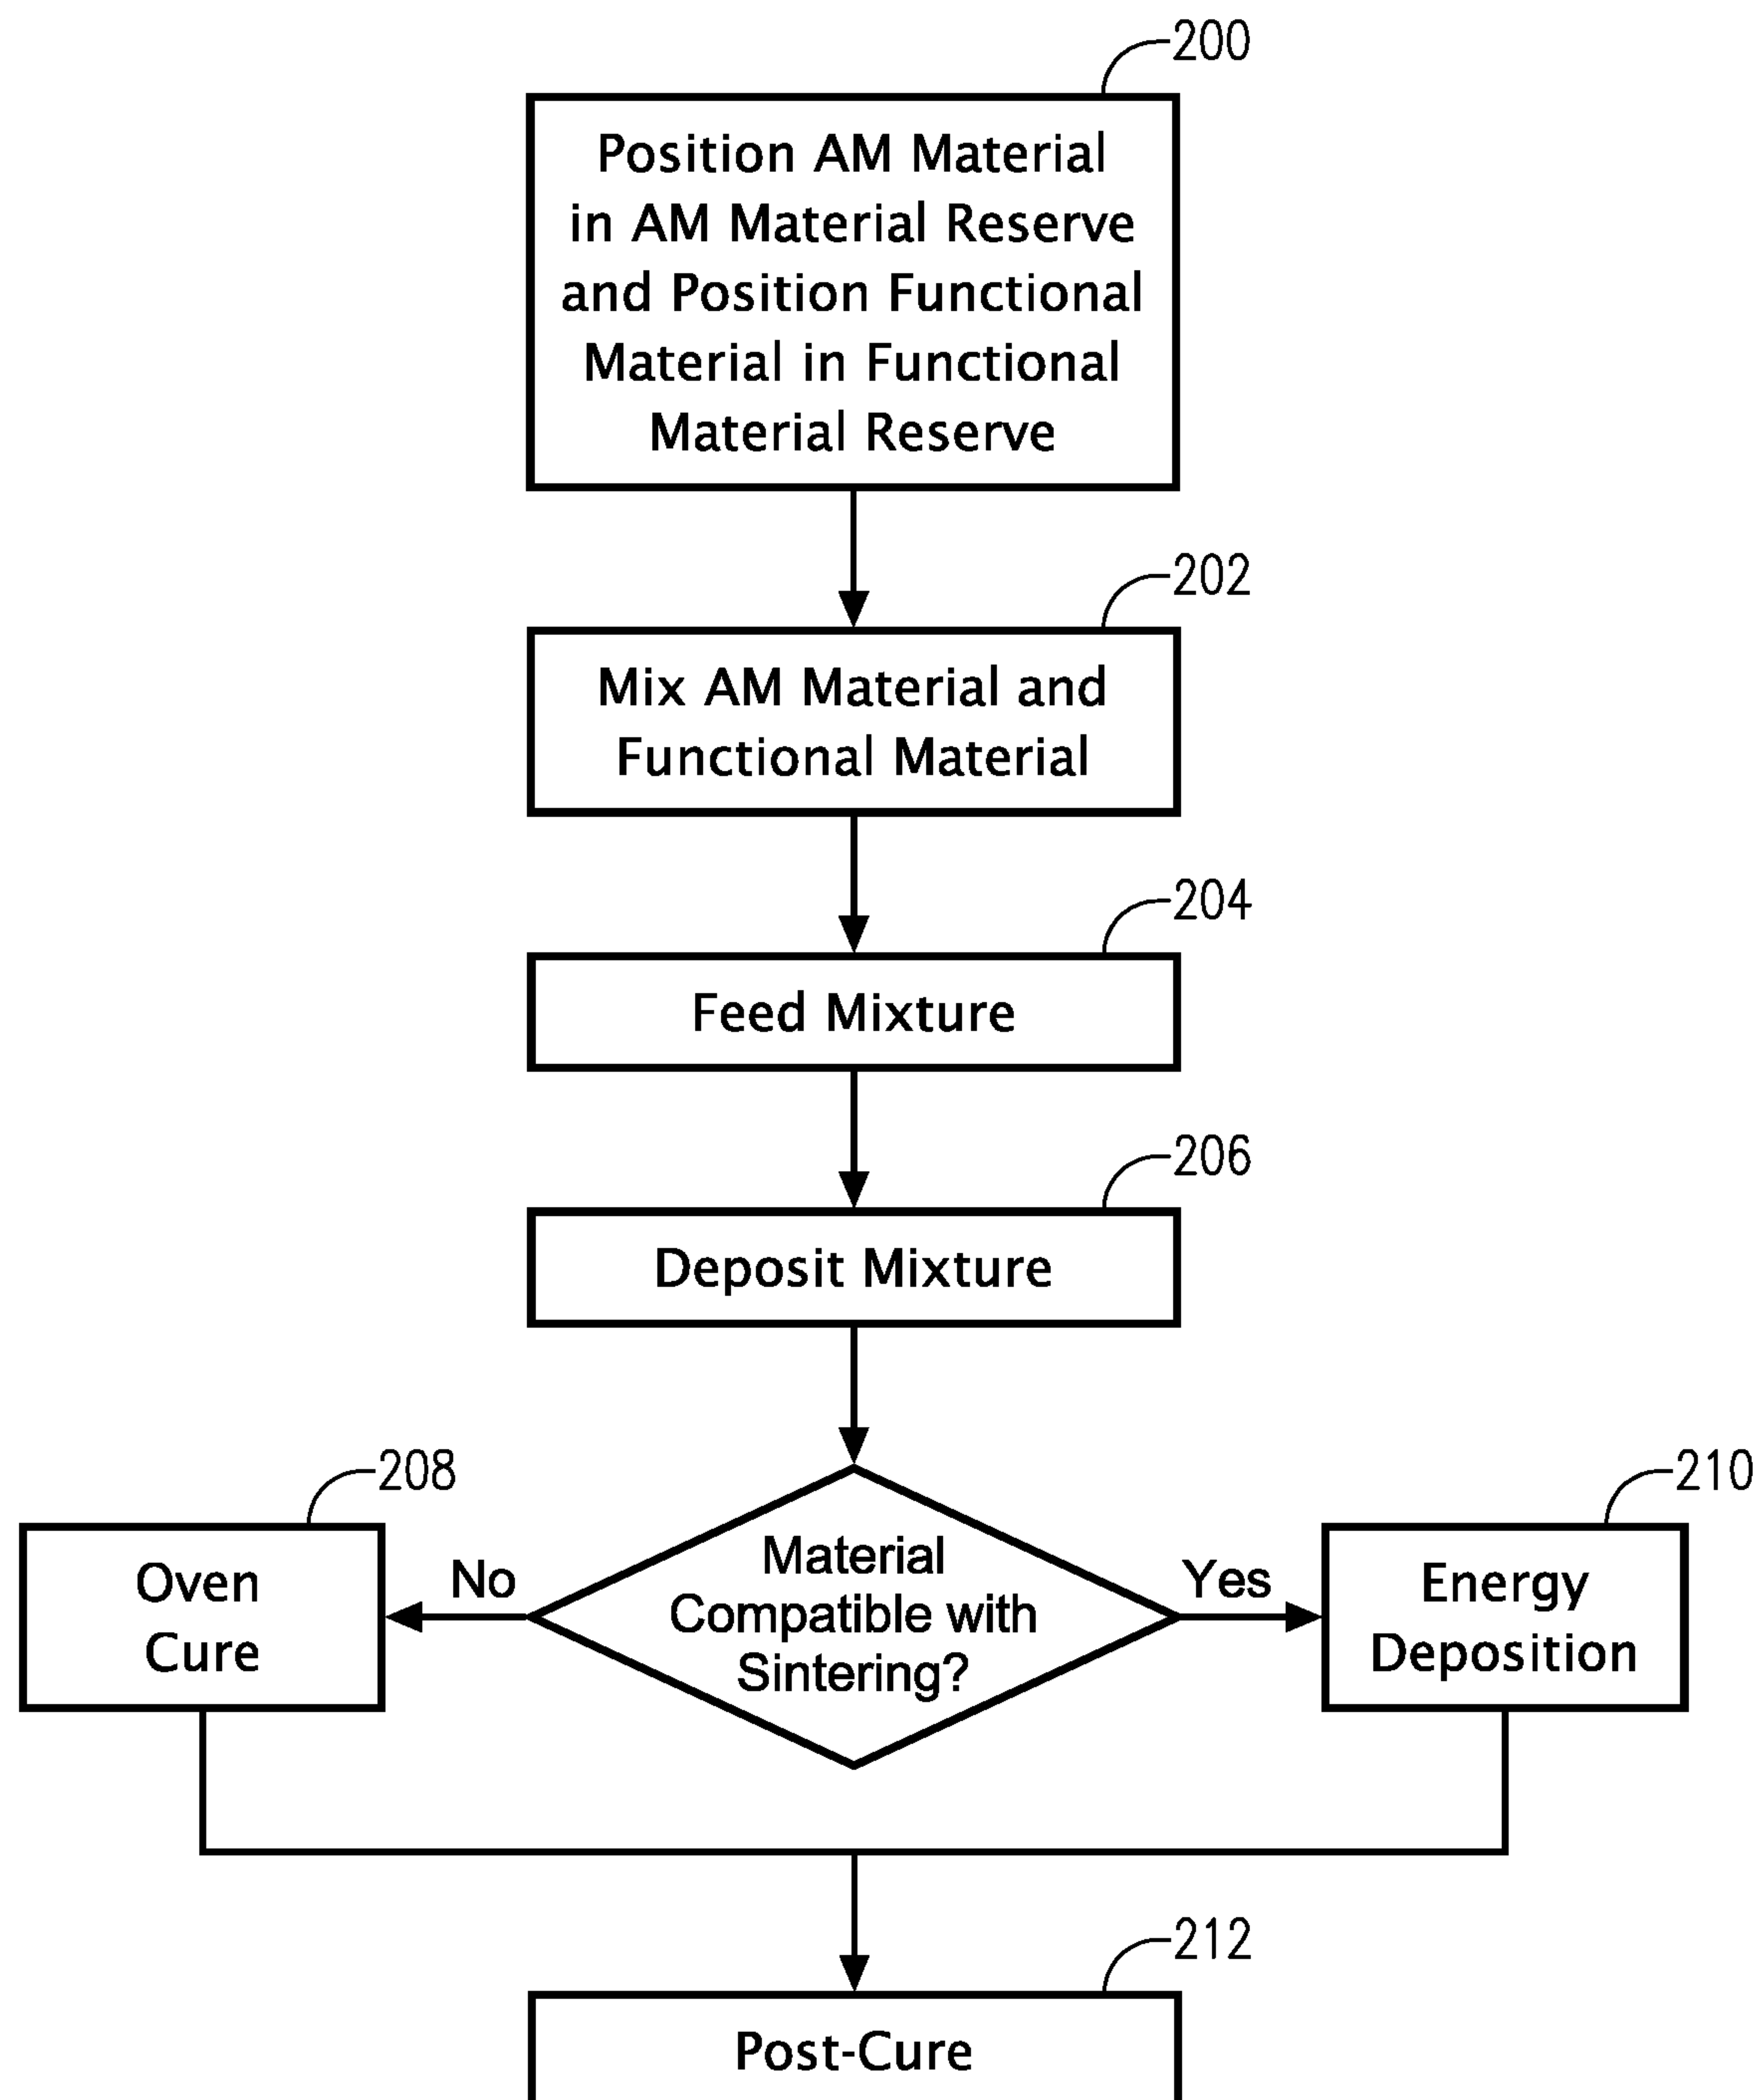 200
Position AM Material
in AM Material Reserve
and Position Functional
Material in Functional
Material Reserve
202
Mix AM Material and
Functional Material
204
Feed Mixture
206
Deposit Mixture
208
Oven
Cure
No
Material
Compatible with
Sintering?
Yes
210
Energy
Deposition
212
Post-Cure